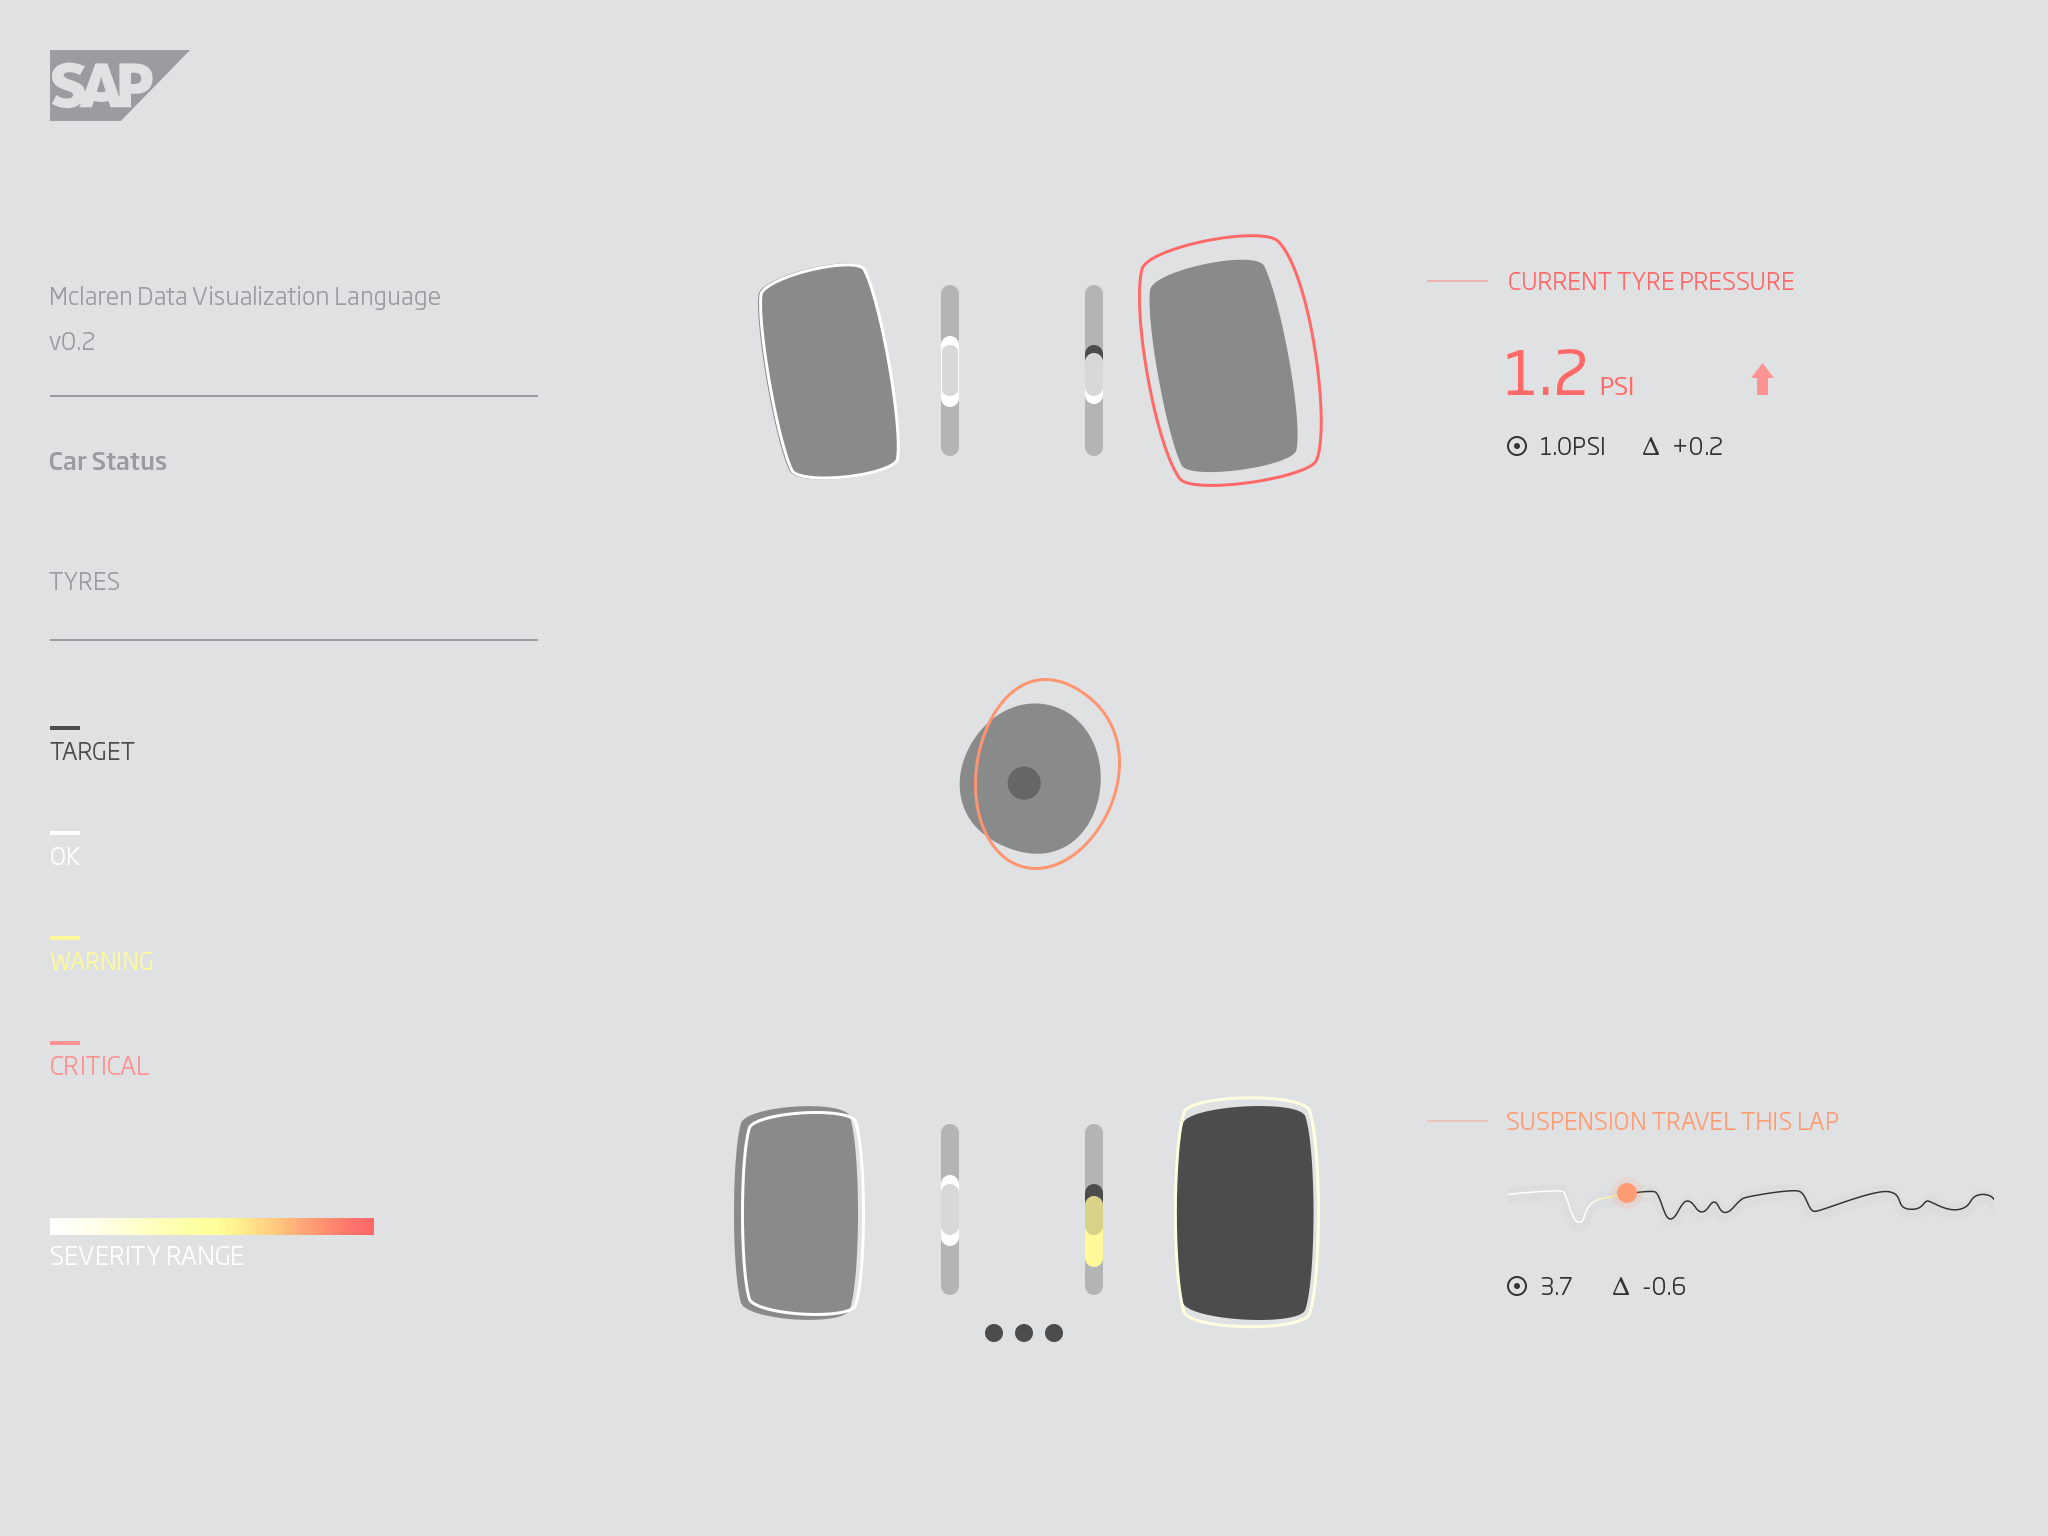 SAP
Mclaren Data Visualization Language
v0.2
Car Status
TYRES
TARGET
OK
WARNING
CRITICAL
SEVERITY RANGE
CURRENT TYRE PRESSURE
1.2 PSI
1.0PSI Δ +0.2
SUSPENSION TRAVEL THIS LAP
3.7 Δ -0.6